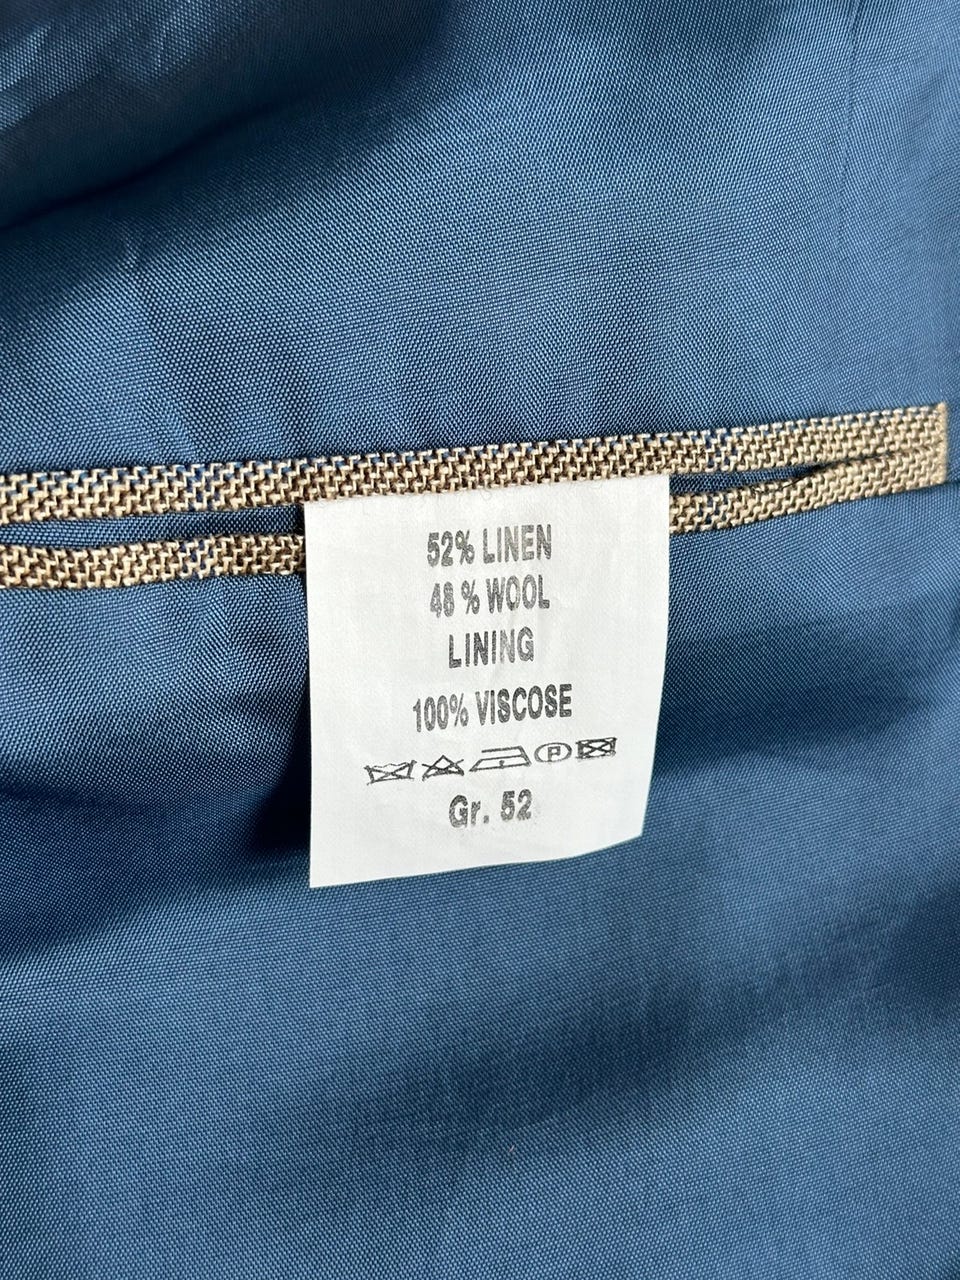 52% LINEN
48 % WOOL
LINING
100% VISCOSE
P
Gr. 52